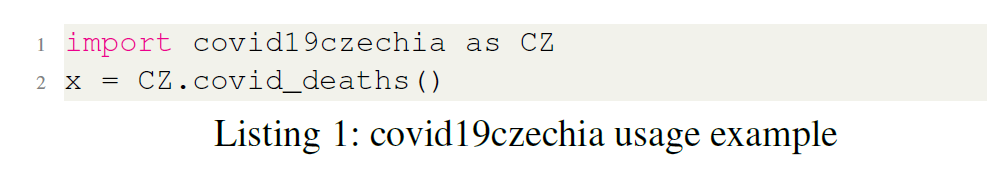 1 import covid19czechia as CZ
2 x = CZ.covid_deaths()
Listing 1: covid19czechia usage example